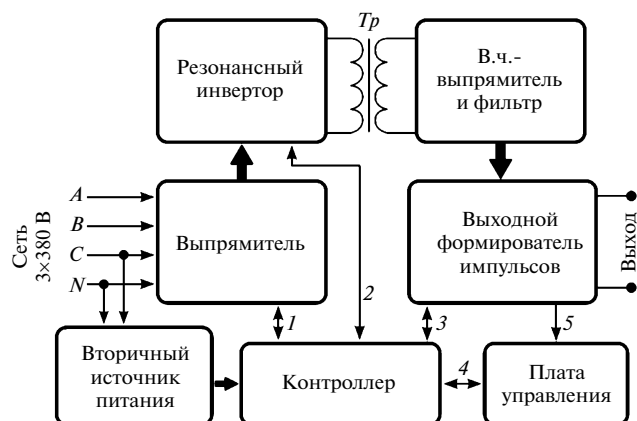 Тр
Резонансный
инвертор
В.ч.-
выпрямитель
и фильтр
Сеть
3×380 В
A
B
C
N
Выпрямитель
Выходной
формирователь
импульсов
Выход
1
2
3
4
5
Вторичный
источник
питания
Контроллер
Плата
управления